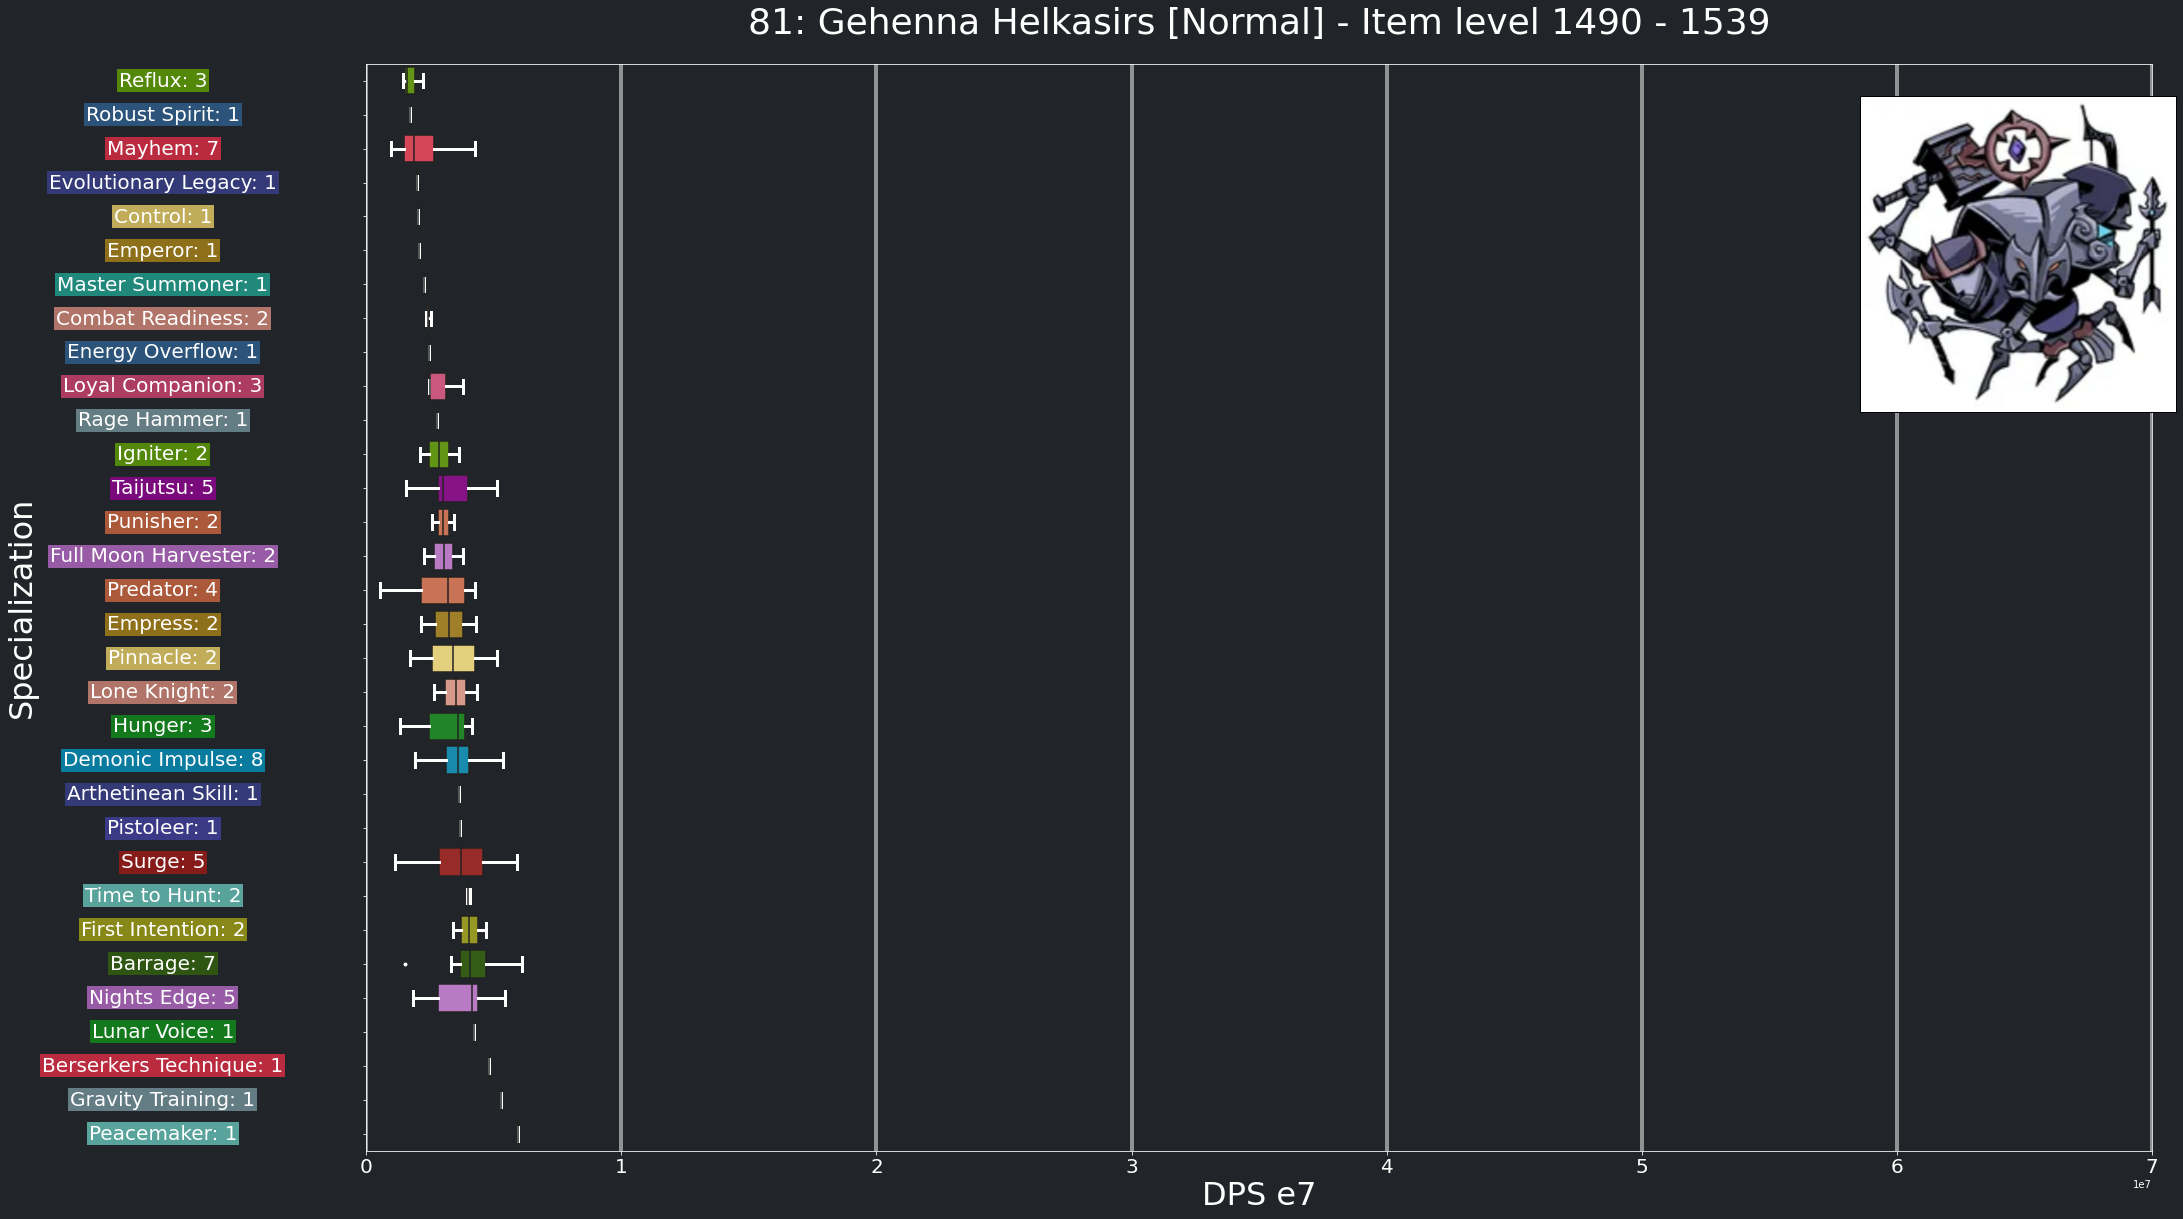 81: Gehenna Helkasirs [Normal] - Item level 1490 - 1539
Reflux: 3
Robust Spirit: 1
Mayhem: 7
Evolutionary Legacy: 1
Control: 1
Emperor: 1
Master Summoner: 1
Combat Readiness: 2
Energy Overflow: 1
Loyal Companion: 3
Rage Hammer: 1
Igniter: 2
Taijutsu: 5
Punisher: 2
Full Moon Harvester: 2
Predator: 4
Empress: 2
Pinnacle: 2
Lone Knight: 2
Hunger: 3
Demonic Impulse: 8
Arthetinean Skill: 1
Pistoleer: 1
Surge: 5
Time to Hunt: 2
First Intention: 2
Barrage: 7
Nights Edge: 5
Lunar Voice: 1
Berserkers Technique: 1
Gravity Training: 1
Peacemaker: 1
Specialization
0 1 2 3 4 5 6 7
1e7
DPS e7